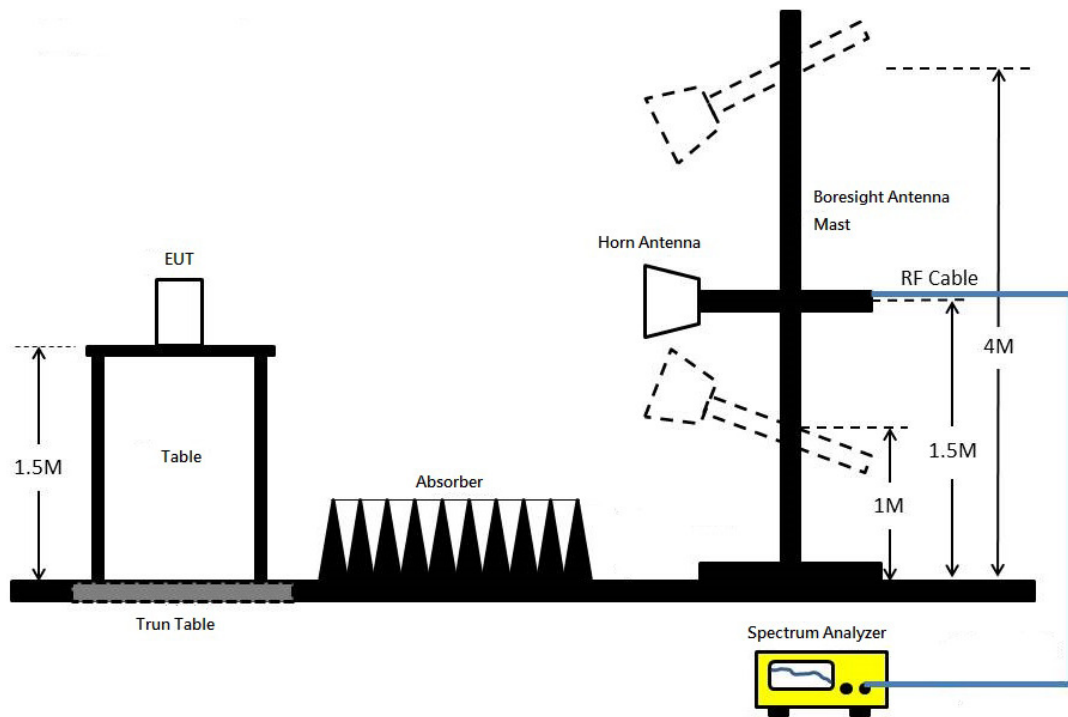 Boresight Antenna
Mast
Horn Antenna
EUT
RF Cable
4M
1.5M
1.5M
Table
Absorber
1M
Trun Table
Spectrum Analyzer